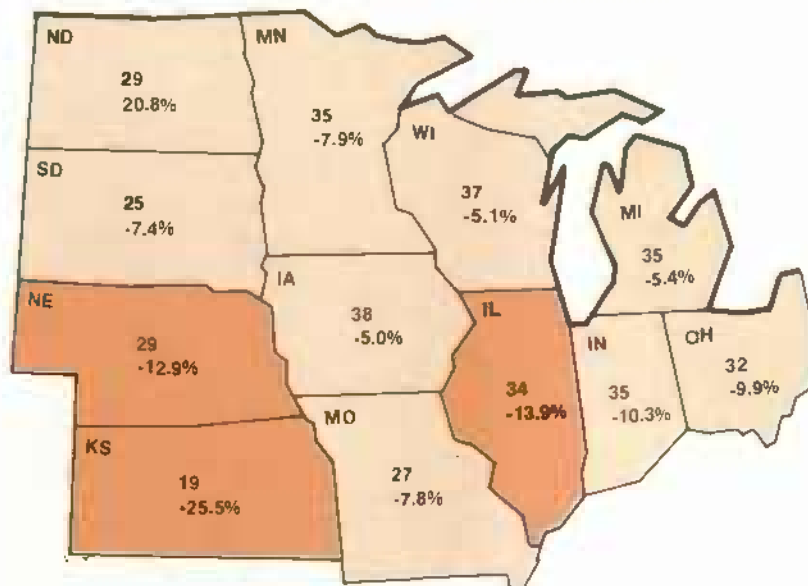 ND
29
20.8%
MN
35
-7.9%
WI
37
-5.1%
MI
35
-5.4%
SD
25
-7.4%
NE
29
-12.9%
IA
38
-5.0%
IL
34
-13.9%
IN
35
-10.3%
OH
32
-9.9%
KS
19
-25.5%
MO
27
-7.8%